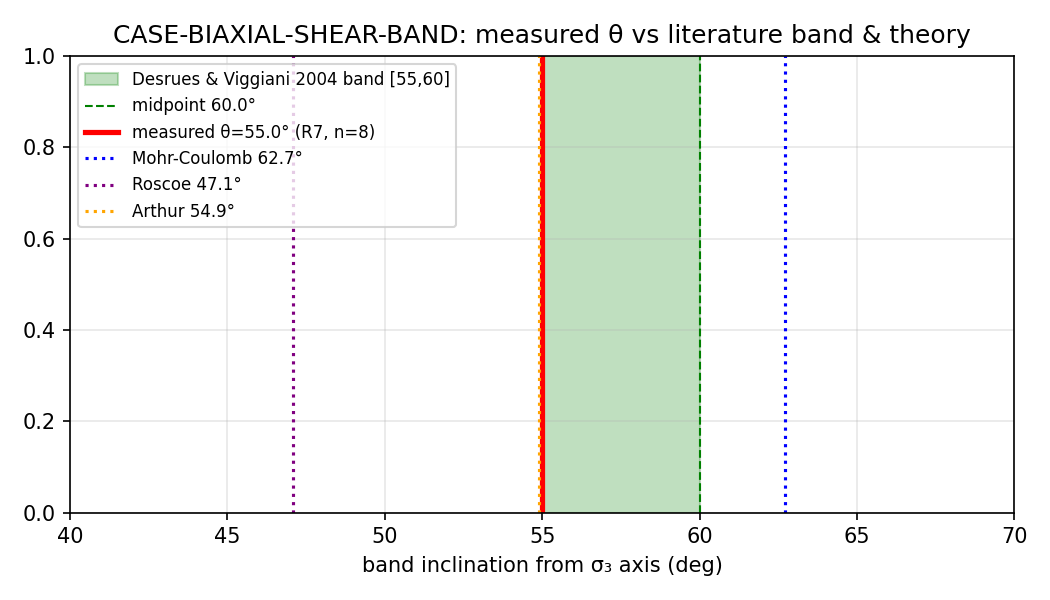 CASE-BIAXIAL-SHEAR-BAND: measured θ vs literature band & theory
1.0
0.8
0.6
0.4
0.2
0.0
Desrues & Viggiani 2004 band [55,60]
midpoint 60.0°
measured θ=55.0° (R7, n=8)
Mohr-Coulomb 62.7°
Roscoe 47.1°
Arthur 54.9°
40 45 50 55 60 65 70
band inclination from σ₃ axis (deg)